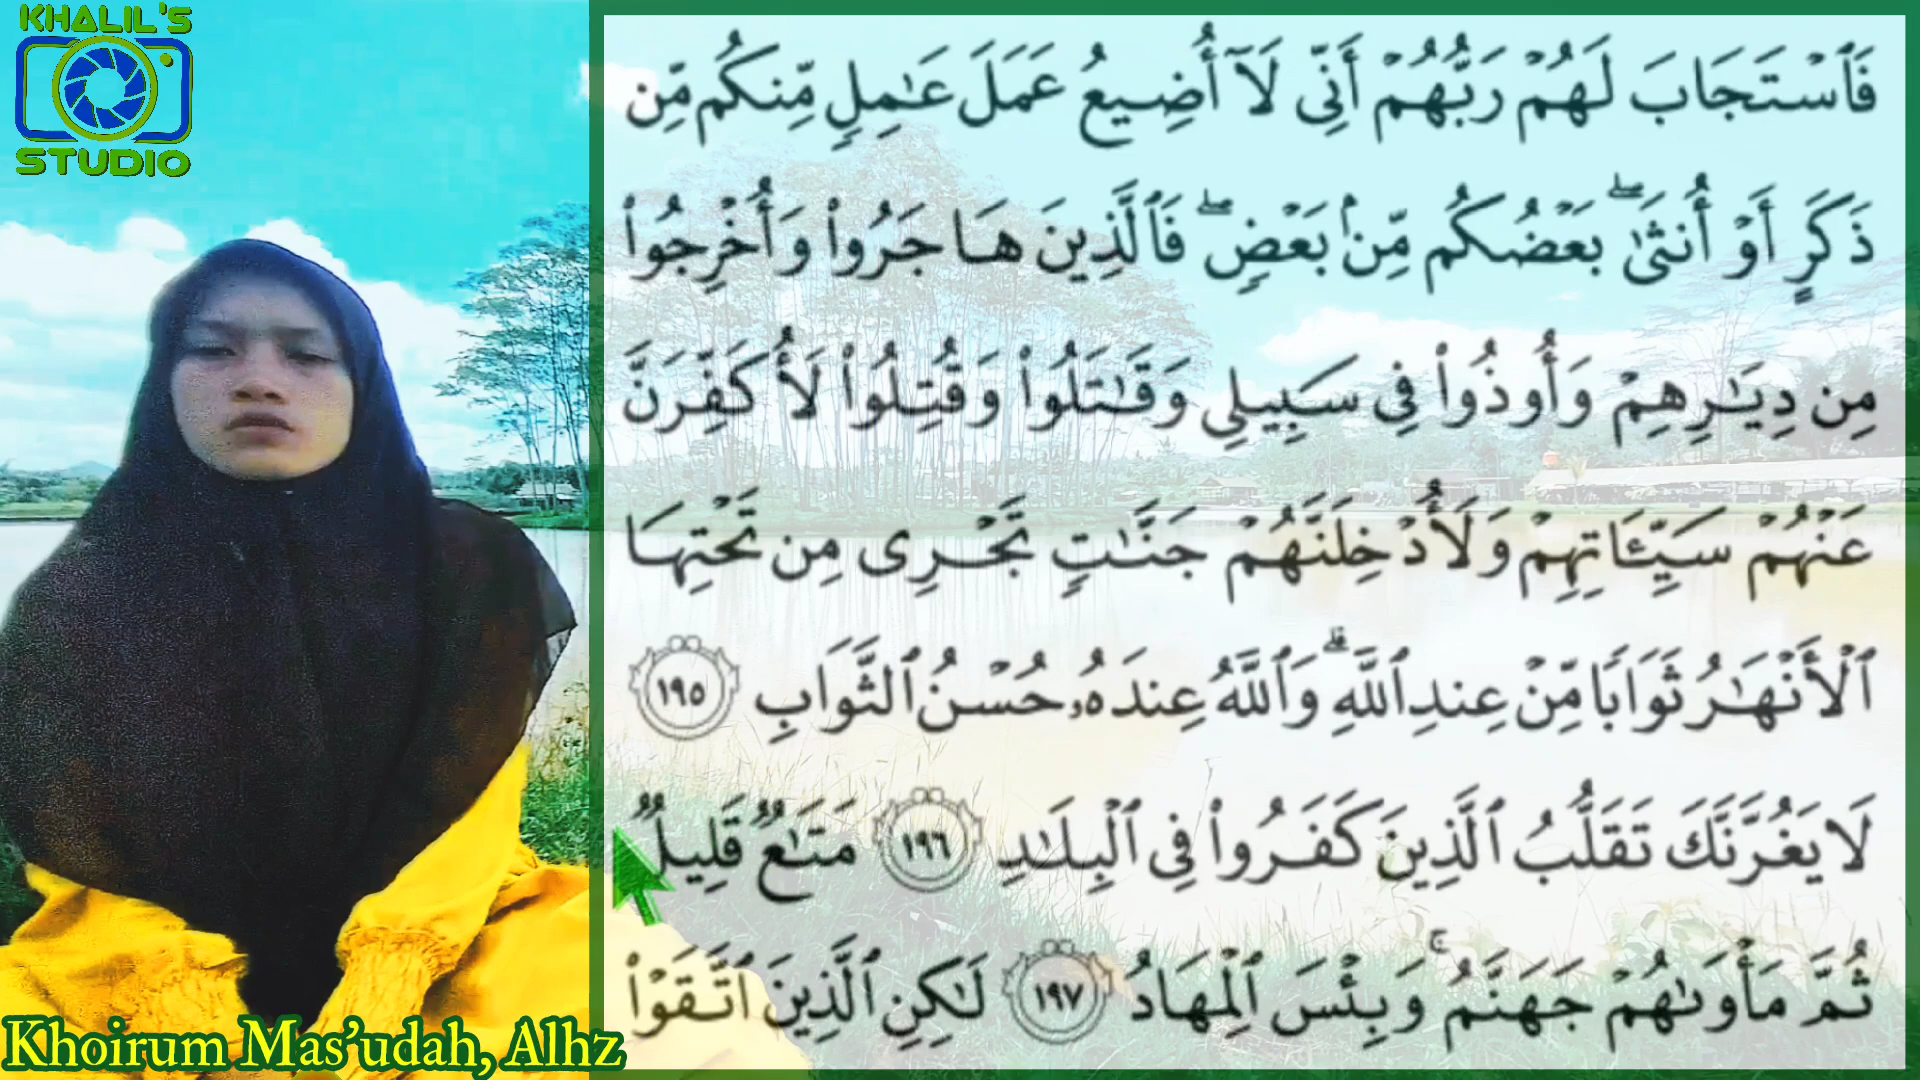 KHALIL'S
STUDIO
فَٱسۡتَجَابَ لَهُمۡ رَبُّهُمۡ أَنِّي لَآ أُضِيعُ عَمَلَ عَٰمِلٖ مِّنكُم مِّن
ذَكَرٍ أَوۡ أُنثَىٰۖ بَعۡضُكُم مِّنۢ بَعۡضٖۖ فَٱلَّذِينَ هَاجَرُواْ وَأُخۡرِجُواْ
مِن دِيَٰرِهِمۡ وَأُوذُواْ فِي سَبِيلِي وَقَٰتَلُواْ وَقُتِلُواْ لَأُكَفِّرَنَّ
عَنۡهُمۡ سَيِّـَٔاتِهِمۡ وَلَأُدۡخِلَنَّهُمۡ جَنَّٰتٖ تَجۡرِي مِن تَحۡتِهَا
ٱلۡأَنۡهَٰرُ ثَوَابٗا مِّنۡ عِندِ ٱللَّهِۚ وَٱللَّهُ عِندَهُۥ حُسۡنُ ٱلثَّوَابِ ١٩٥
لَا يَغُرَّنَّكَ تَقَلُّبُ ٱلَّذِينَ كَفَرُواْ فِي ٱلۡبِلَٰدِ ١٩٦ مَتَٰعٞ قَلِيلٞ
ثُمَّ مَأۡوَىٰهُمۡ جَهَنَّمُۚ وَبِئۡسَ ٱلۡمِهَادُ ١٩٧ لَٰكِنِ ٱلَّذِينَ ٱتَّقَوۡاْ
Khoirum Mas'udah, Alhz